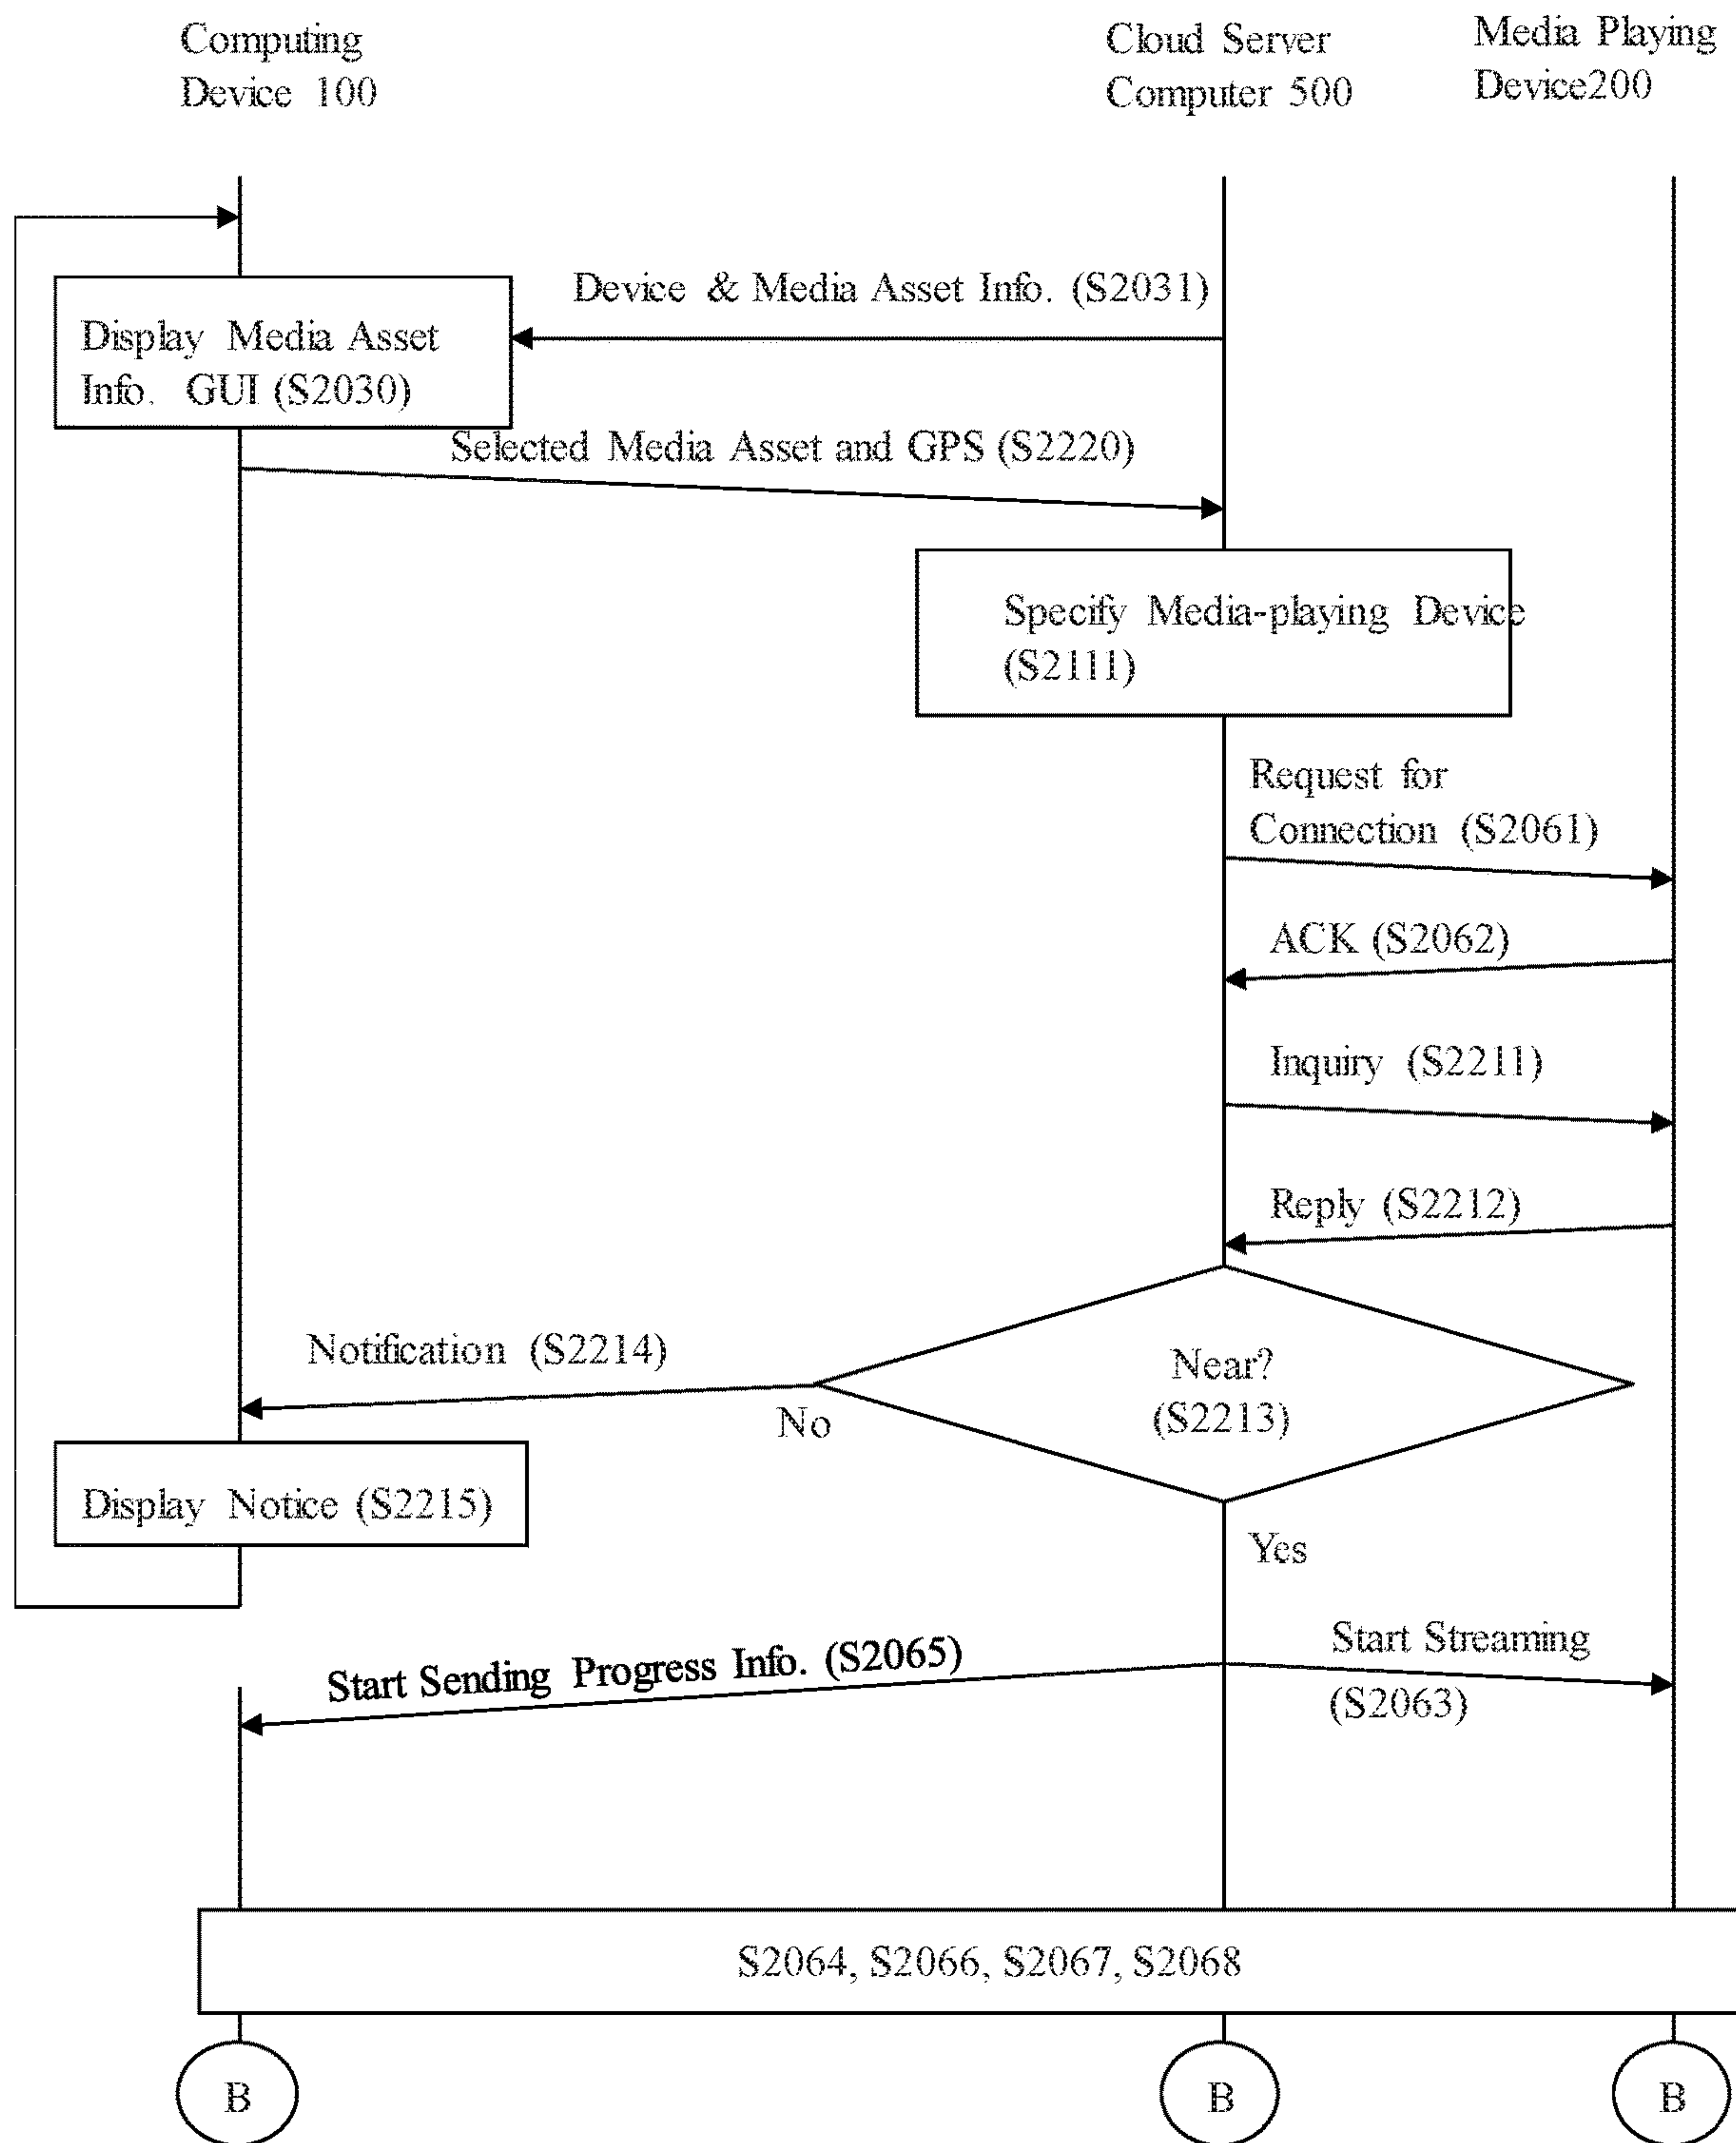 Computing
Device 100
Cloud Server
Computer 500
Media Playing
Device200
Device & Media Asset Info. (S2031)
Display Media Asset
Info. GUI (S2030)
Selected Media Asset and GPS (S2220)
Specify Media-playing Device
(S2111)
Request for
Connection (S2061)
ACK (S2062)
Inquiry (S2211)
Reply (S2212)
Notification (S2214)
Near?
(S2213)
No
Display Notice (S2215)
Yes
Start Sending Progress Info. (S2065)
Start Streaming
(S2063)
S2064, S2066, S2067, S2068
B
B
B